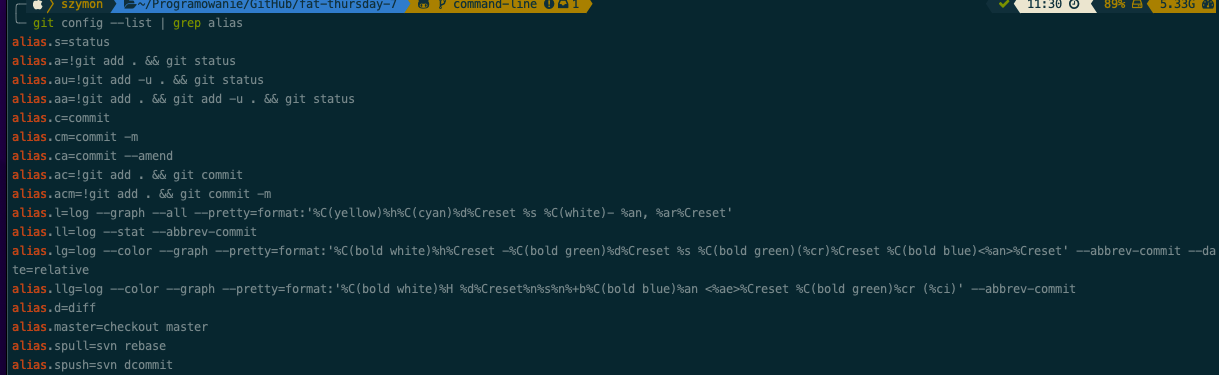 szymon ~/Programowanie/GitHub/fat-thursday-7 command-line 1 11:30 89% 5.33G
git config --list | grep alias
alias.s=status
alias.a=!git add . && git status
alias.au=!git add -u . && git status
alias.aa=!git add . && git add -u . && git status
alias.c=commit
alias.cm=commit -m
alias.ca=commit --amend
alias.ac=!git add . && git commit
alias.acm=!git add . && git commit -m
alias.l=log --graph --all --pretty=format:'%C(yellow)%h%C(cyan)%d%Creset %s %C(white)- %an, %ar%Creset'
alias.ll=log --stat --abbrev-commit
alias.lg=log --color --graph --pretty=format:'%C(bold white)%h%Creset -%C(bold green)%d%Creset %s %C(bold green)(%cr)%Creset %C(bold blue)<%an>%Creset' --abbrev-commit --da
te=relative
alias.llg=log --color --graph --pretty=format:'%C(bold white)%H %d%Creset%n%s%n%+b%C(bold blue)%an <%ae>%Creset %C(bold green)%cr (%ci)' --abbrev-commit
alias.d=diff
alias.master=checkout master
alias.spull=svn rebase
alias.spush=svn dcommit